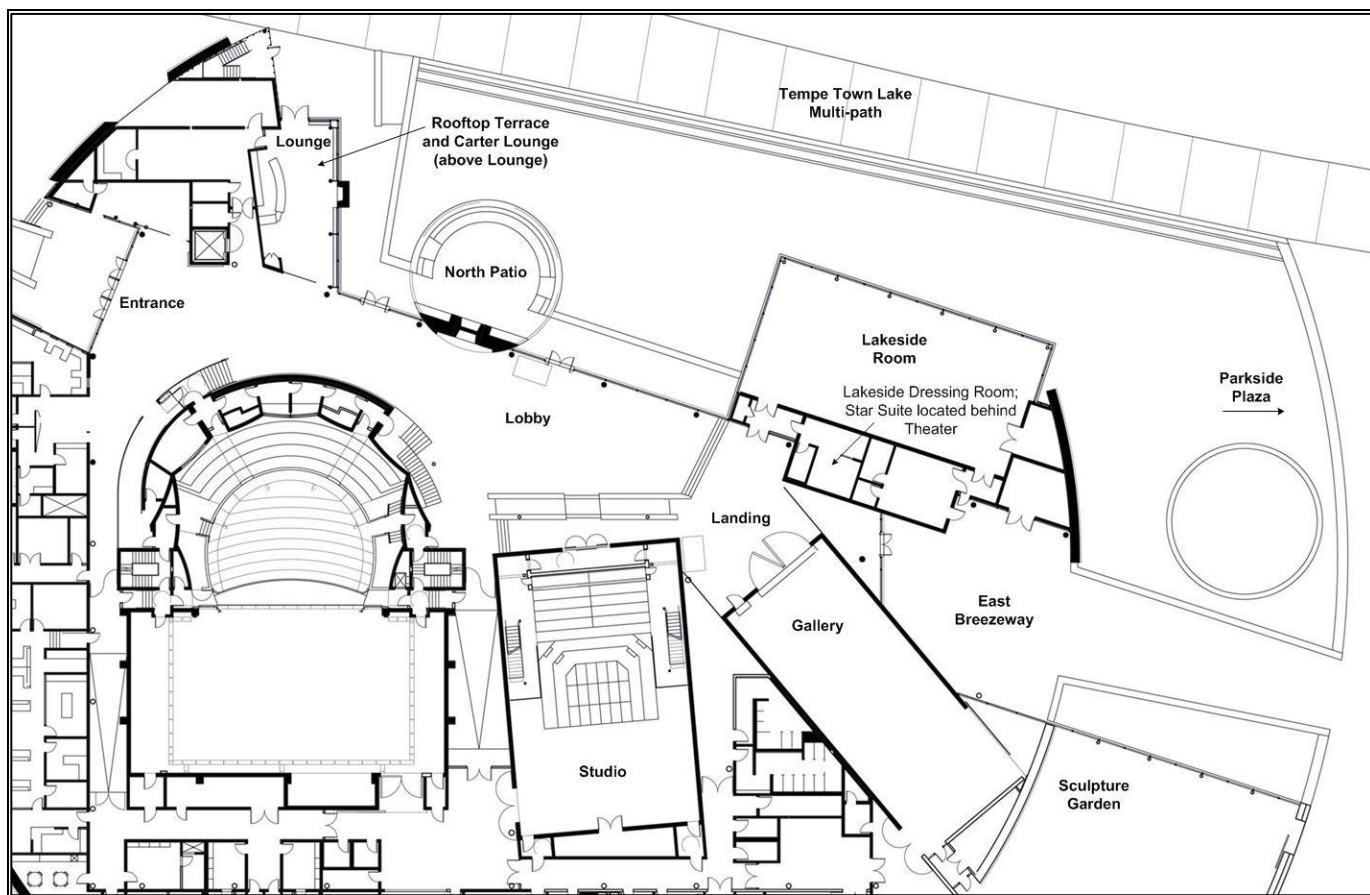 Tempe Town Lake
Multi-path
Rooftop Terrace
and Carter Lounge
(above Lounge)
Lounge
North Patio
Entrance
Lakeside
Room
Lakeside Dressing Room;
Star Suite located behind
Theater
Parkside
Plaza
Lobby
Landing
East
Breezeway
Gallery
Studio
Sculpture
Garden